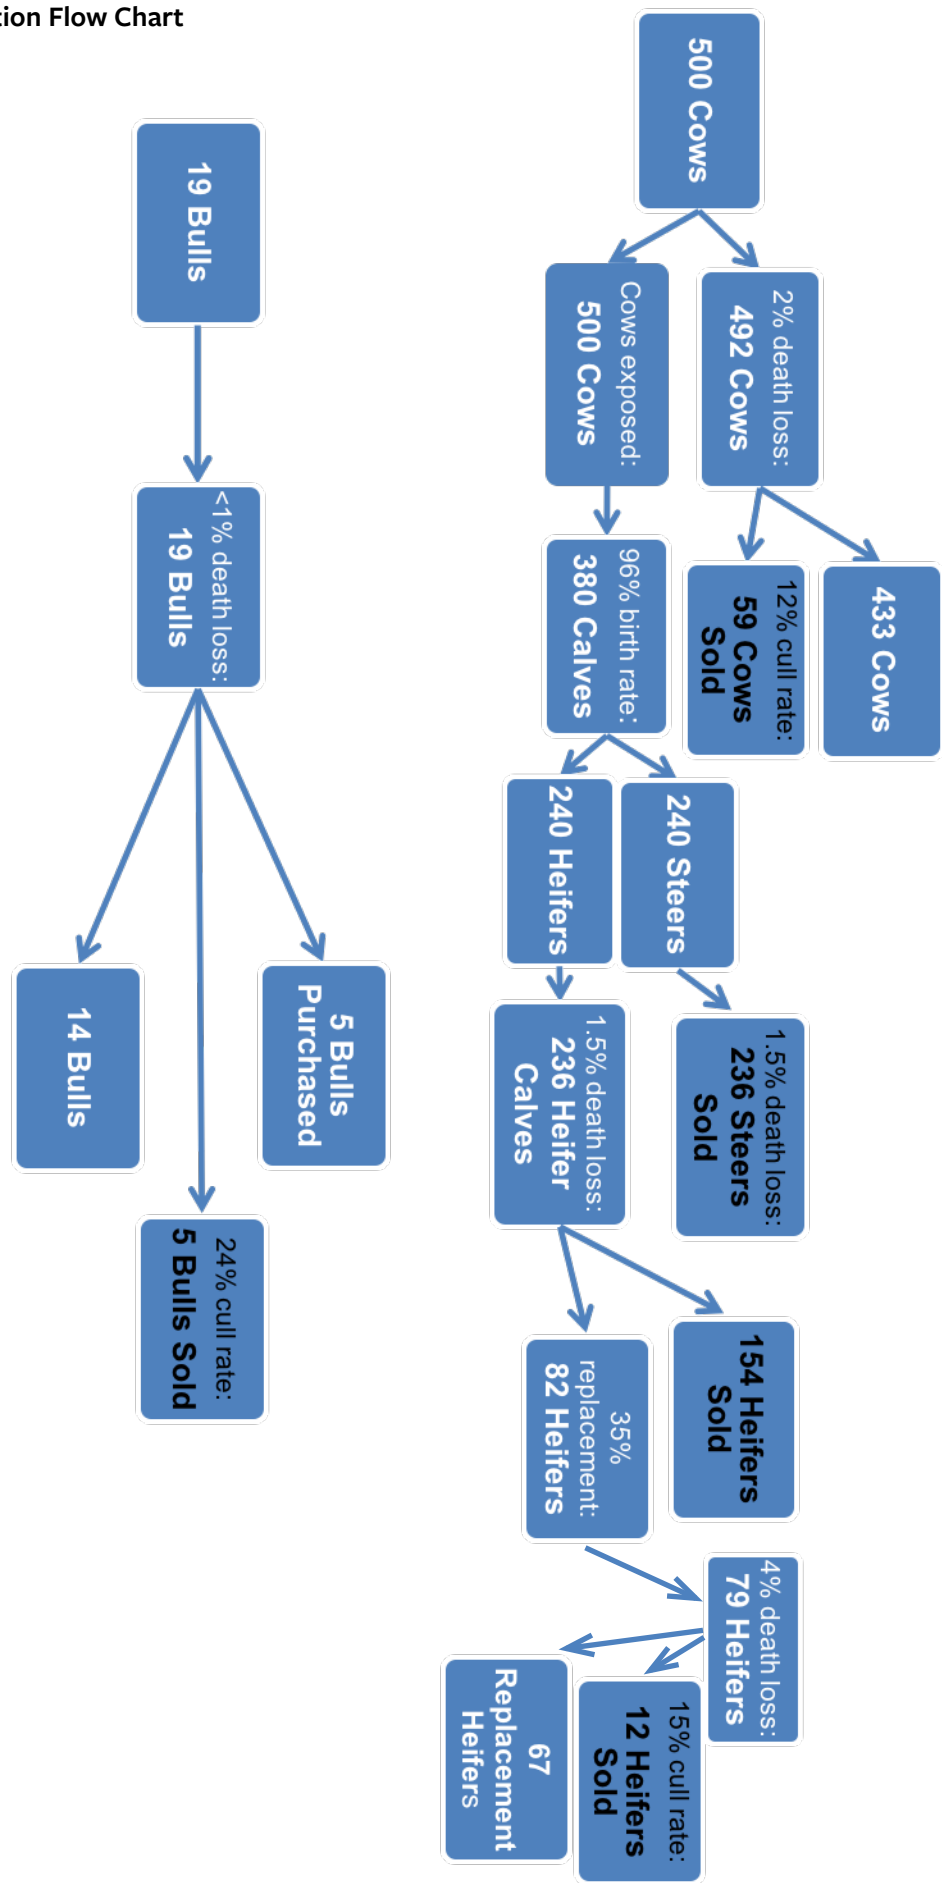 tion Flow Chart
500 Cows
2% death loss:
492 Cows
Cows exposed:
500 Cows
433 Cows
12% cull rate:
59 Cows
Sold
96% birth rate:
380 Calves
240 Steers
240 Heifers
1.5% death loss:
236 Steers
Sold
1.5% death loss:
236 Heifer
Calves
154 Heifers
Sold
35%
replacement:
82 Heifers
4% death loss:
79 Heifers
15% cull rate:
12 Heifers
Sold
67
Replacement
Heifers
19 Bulls
<1% death loss:
19 Bulls
5 Bulls
Purchased
24% cull rate:
5 Bulls Sold
14 Bulls